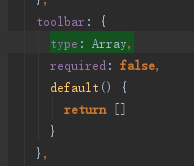 },
toolbar: {
type: Array,
required: false,
default() {
return []
}
},